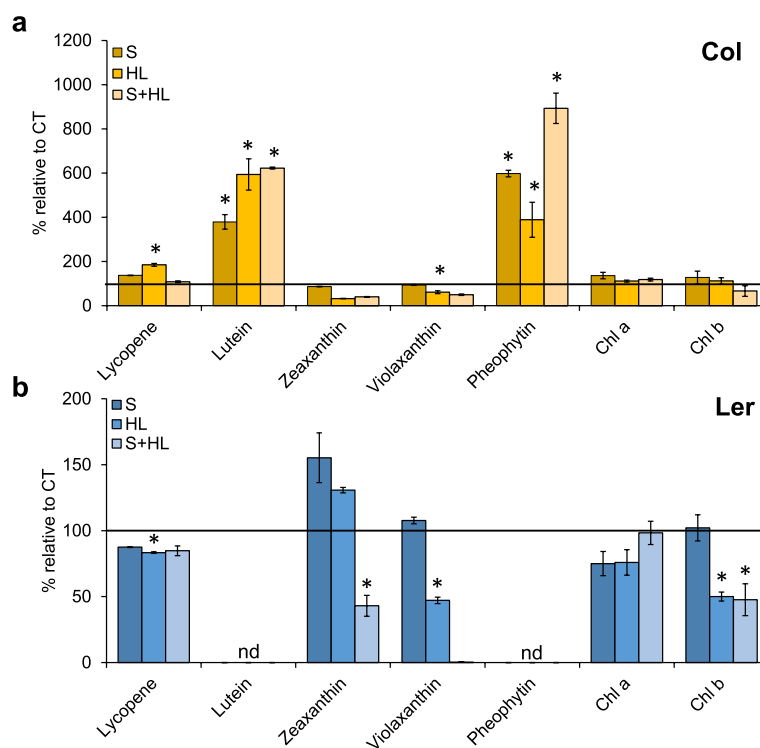 a
Col
S
HL
S+HL
% relative to CT
1200
1000
800
600
400
200
0
*
*
*
*
*
*
*
*
Lycopene
Lutein
Zeaxanthin
Violaxanthin
Pheophytin
Chl a
Chl b
b
Ler
S
HL
S+HL
% relative to CT
200
150
100
50
0
*
nd
*
*
nd
*
*
Lycopene
Lutein
Zeaxanthin
Violaxanthin
Pheophytin
Chl a
Chl b